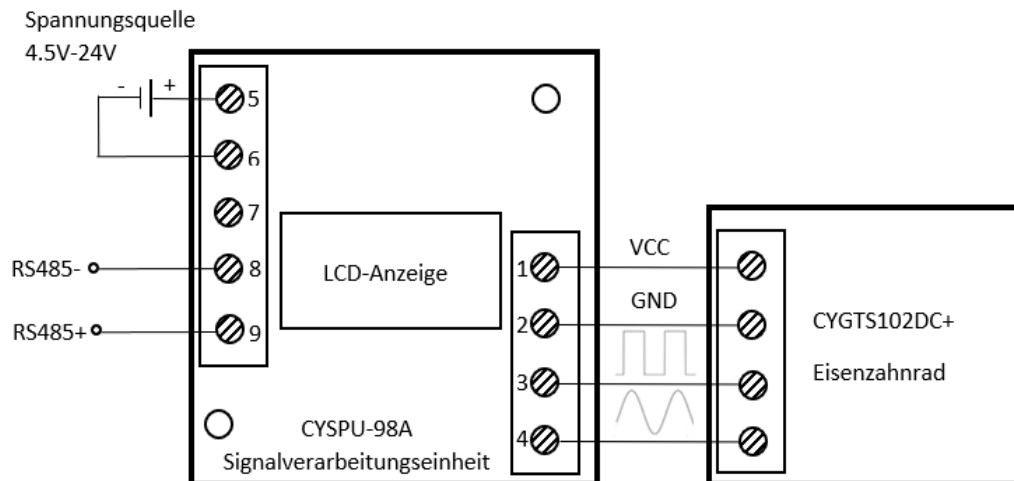 Spannungsquelle
4.5V-24V
- +
5
6
7
RS485-
8
RS485+
9
LCD-Anzeige
1
2
3
4
VCC
GND
CYGTS102DC+
Eisenzahnrad
CYSPU-98A
Signalverarbeitungseinheit